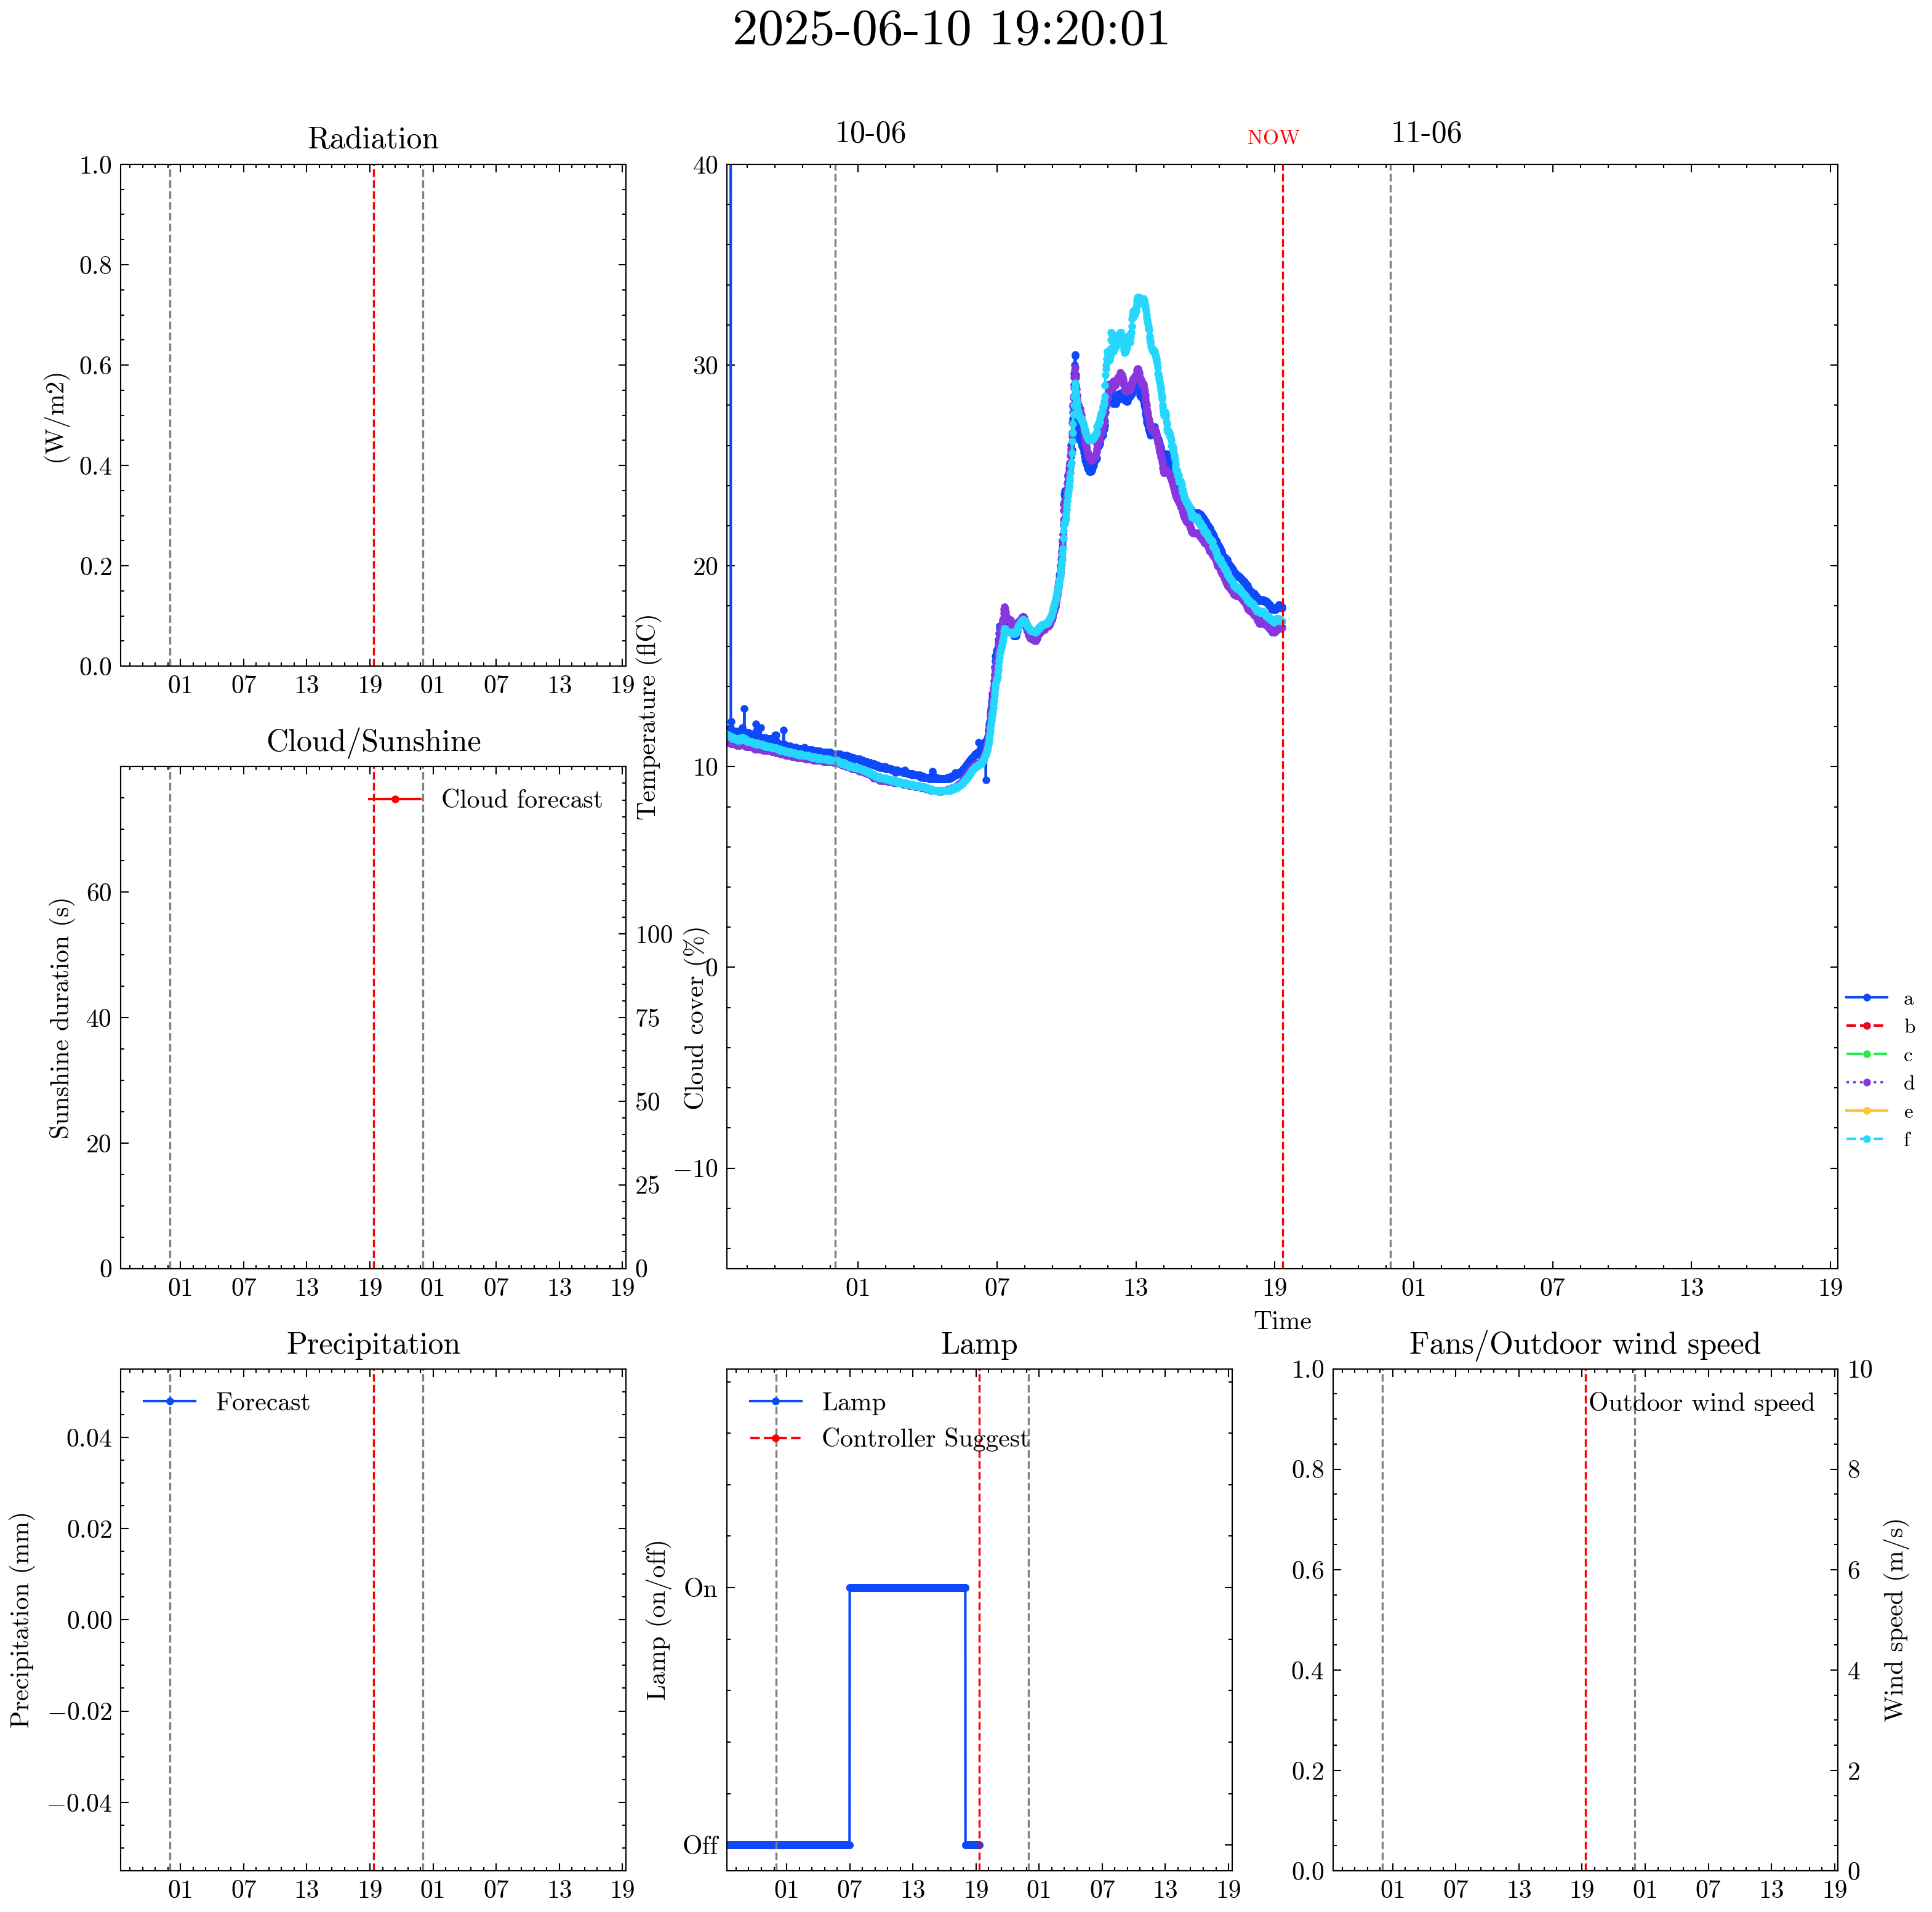 2025-06-10 19:20:01
Radiation
(W/m2)
1.0
0.8
0.6
0.4
0.2
0.0
01 07 13 19 01 07 13 19
10-06 NOW 11-06
Temperature (flC)
40
30
20
10
0
−10
01 07 13 19 01 07 13 19
Time
a
b
c
d
e
f
Cloud/Sunshine
Cloud forecast
Sunshine duration (s)
60
40
20
0
Cloud cover (%)
100
75
50
25
0
01 07 13 19 01 07 13 19
Precipitation
Forecast
Precipitation (mm)
0.04
0.02
0.00
−0.02
−0.04
01 07 13 19 01 07 13 19
Lamp
Lamp
Controller Suggest
Lamp (on/off)
On
Off
01 07 13 19 01 07 13 19
Fans/Outdoor wind speed
Outdoor wind speed
1.0
0.8
0.6
0.4
0.2
0.0
10
8
6
4
2
0
Wind speed (m/s)
01 07 13 19 01 07 13 19